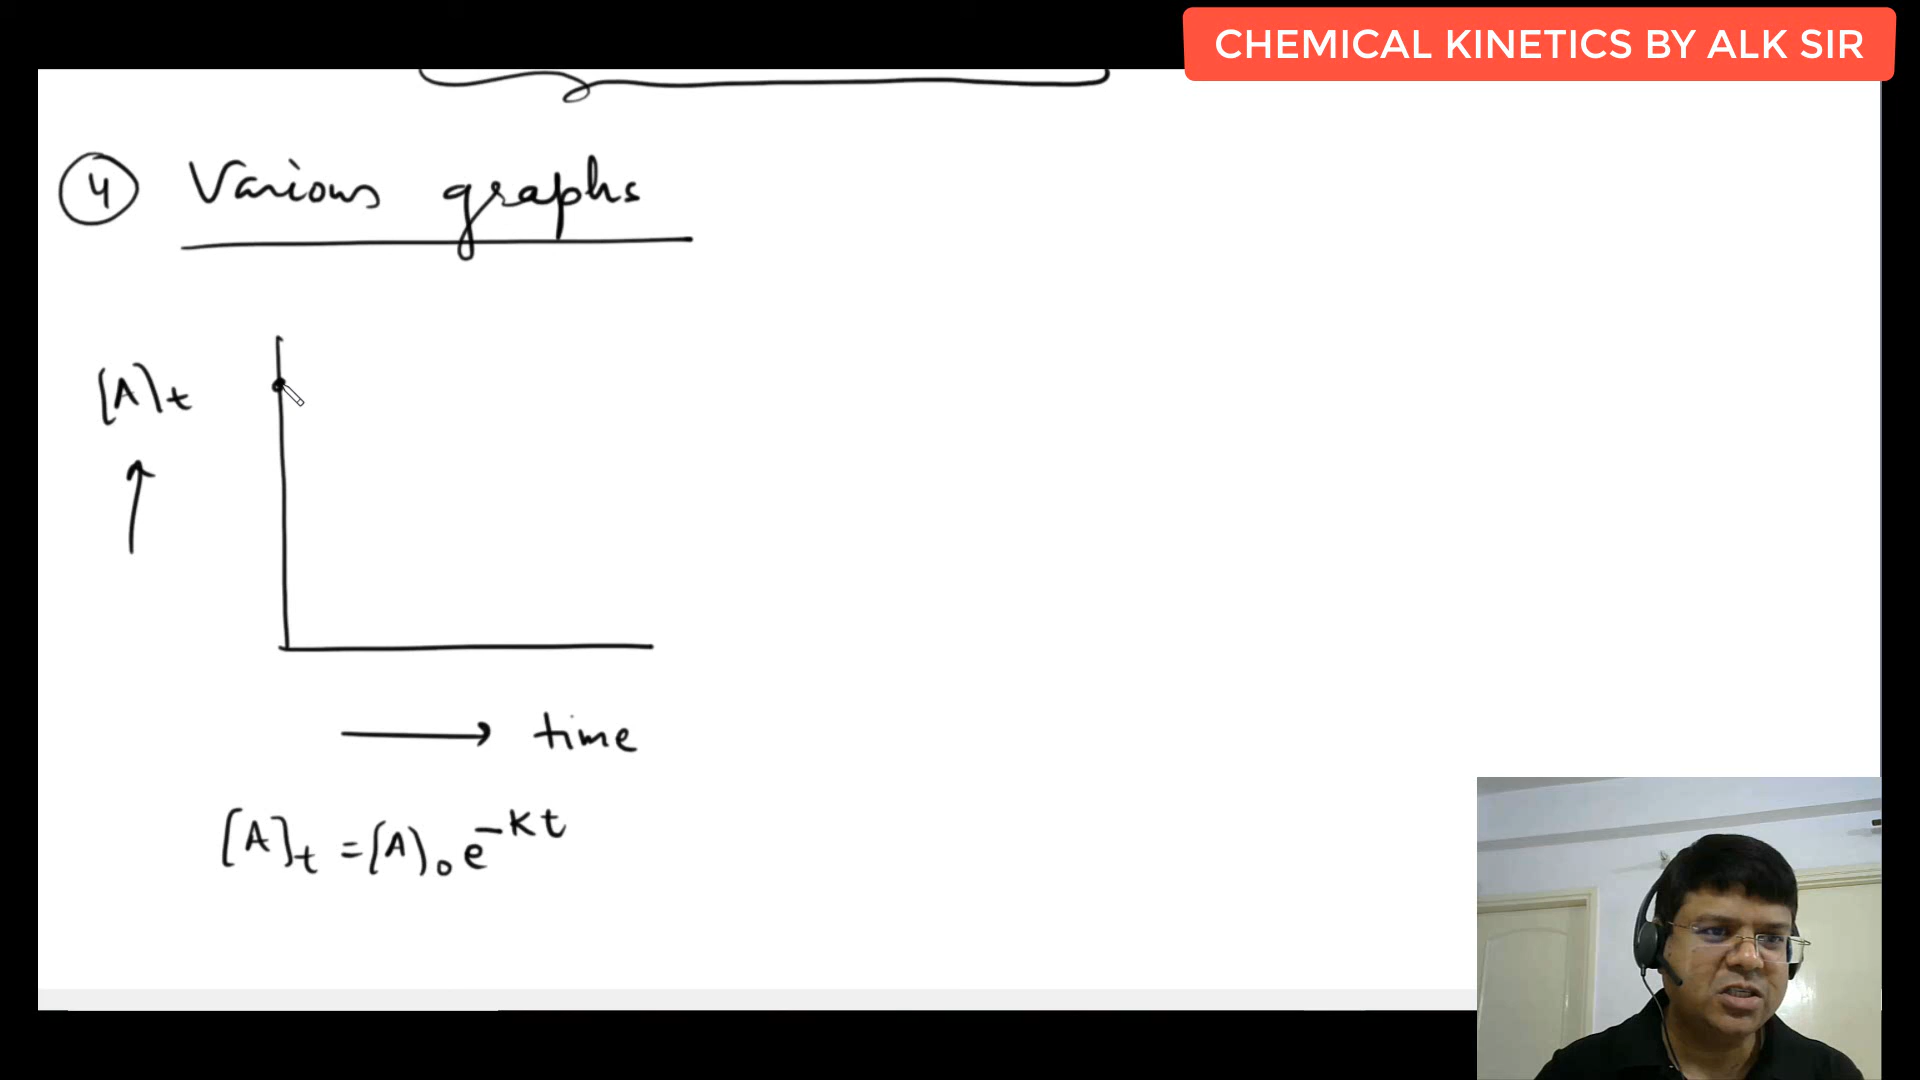 CHEMICAL KINETICS BY ALK SIR
4 Various graphs
[A]t
time
[A]t = [A]0 e^-Kt